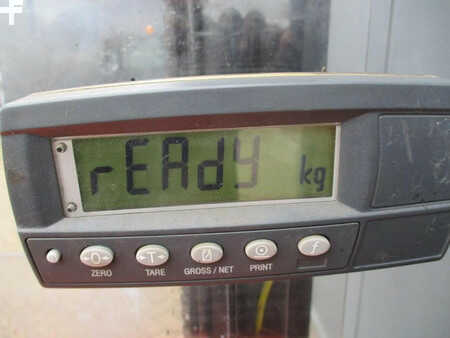 rEAdY kg
ZERO TARE GROSS / NET PRINT f